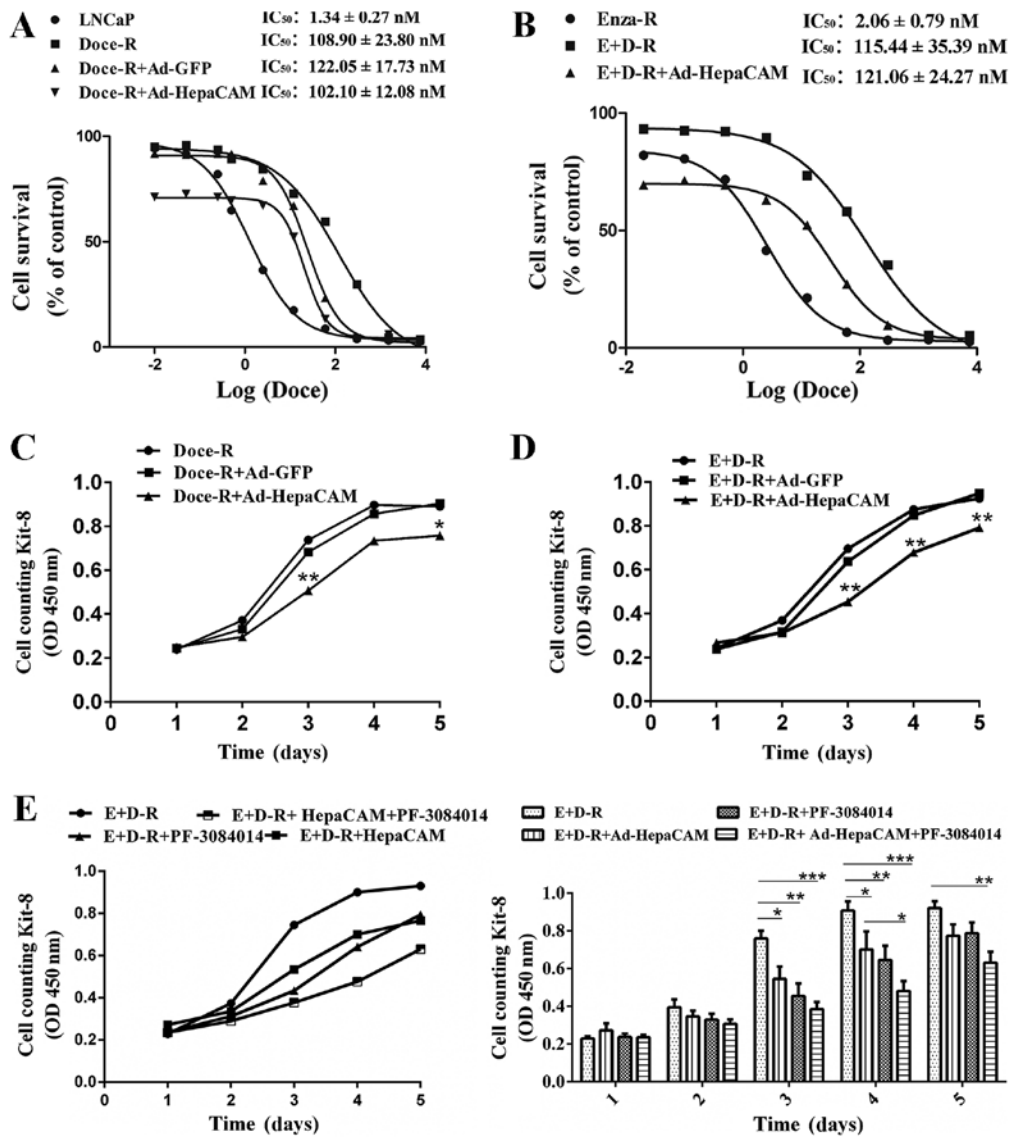 A
LNCaP IC50: 1.34 ± 0.27 nM
Doce-R IC50: 108.90 ± 23.80 nM
Doce-R+Ad-GFP IC50: 122.05 ± 17.73 nM
Doce-R+Ad-HepaCAM IC50: 102.10 ± 12.08 nM
Cell survival
(% of control)
100
50
0
-2 0 2 4
Log (Doce)
B
Enza-R IC50: 2.06 ± 0.79 nM
E+D-R IC50: 115.44 ± 35.39 nM
E+D-R+Ad-HepaCAM IC50: 121.06 ± 24.27 nM
Cell survival
(% of control)
100
50
0
-2 0 2 4
Log (Doce)
C
Doce-R
Doce-R+Ad-GFP
Doce-R+Ad-HepaCAM
Cell counting Kit-8
(OD 450 nm)
1.0
0.8
0.6
0.4
0.2
0.0
** *
0 1 2 3 4 5
Time (days)
D
E+D-R
E+D-R+Ad-GFP
E+D-R+Ad-HepaCAM
Cell counting Kit-8
(OD 450 nm)
1.0
0.8
0.6
0.4
0.2
0.0
** ** **
0 1 2 3 4 5
Time (days)
E
E+D-R E+D-R+ HepaCAM+PF-3084014
E+D-R+PF-3084014 E+D-R+HepaCAM
Cell counting Kit-8
(OD 450 nm)
1.0
0.8
0.6
0.4
0.2
0.0
0 1 2 3 4 5
Time (days)
E+D-R E+D-R+PF-3084014
E+D-R+Ad-HepaCAM E+D-R+ Ad-HepaCAM+PF-3084014
Cell counting Kit-8
(OD 450 nm)
1.0
0.8
0.6
0.4
0.2
0.0
***
**
*
***
**
*
*
**
1 2 3 4 5
Time (days)